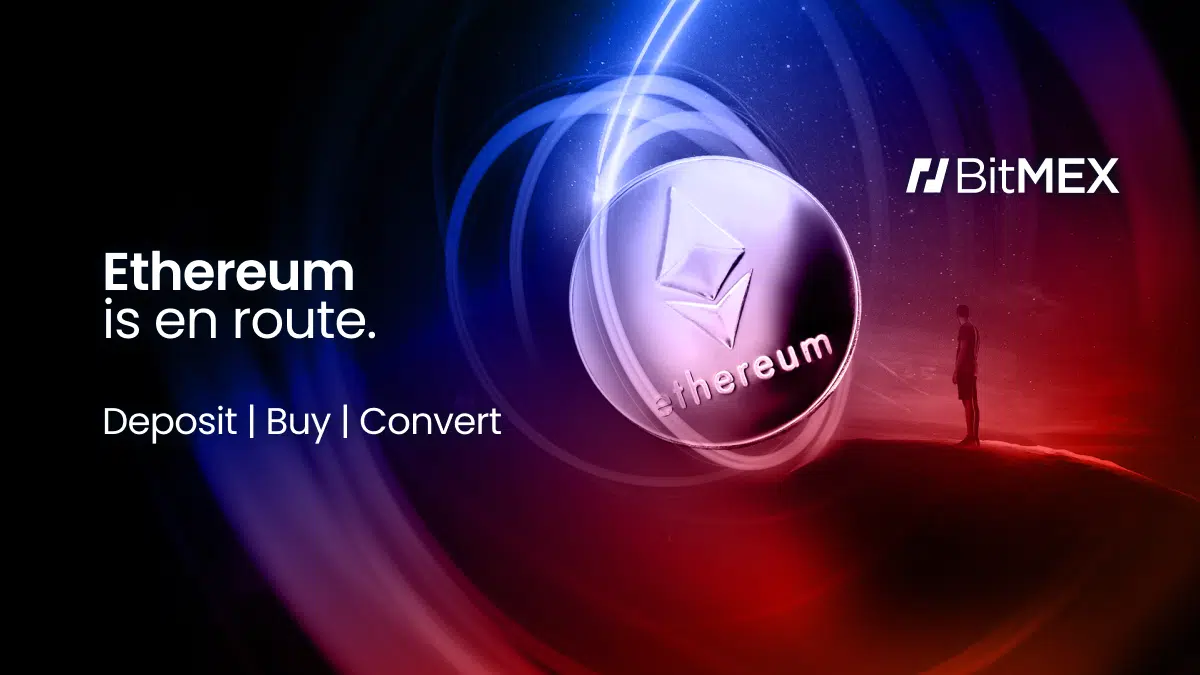 BitMEX
Ethereum
is en route.
ethereum
Deposit | Buy | Convert